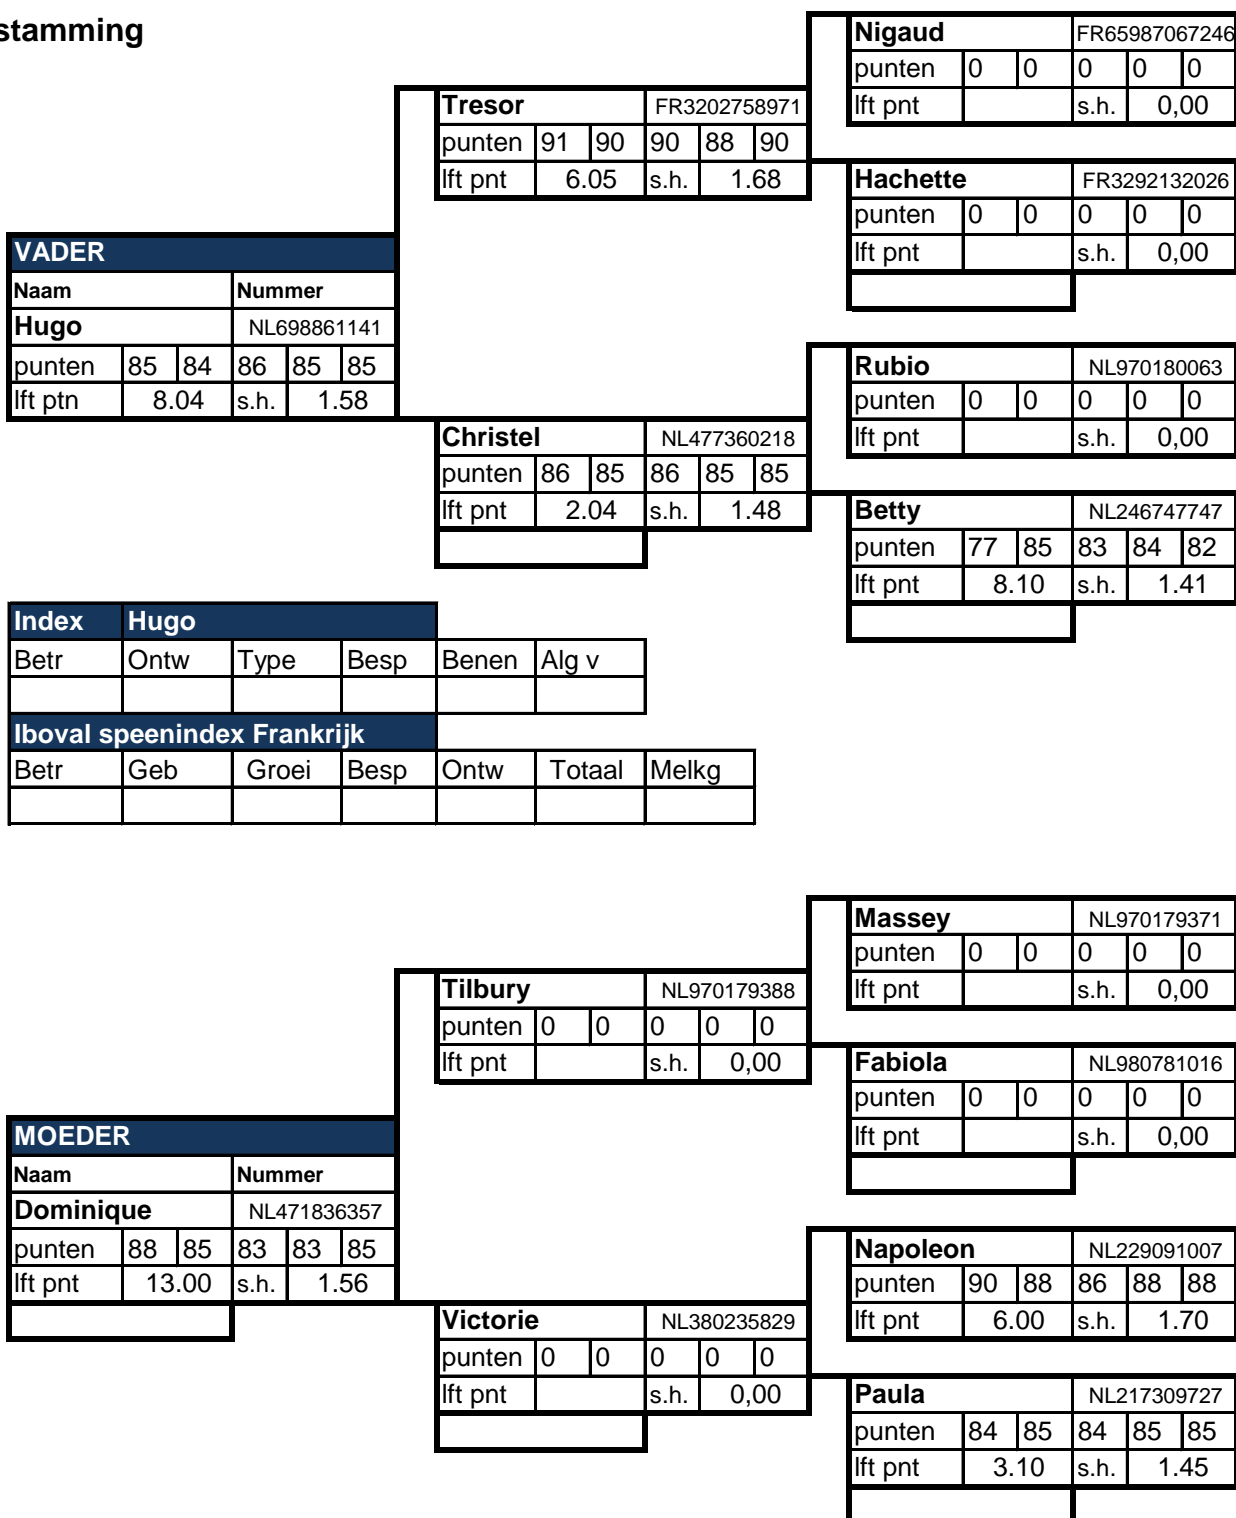 stamming
Nigaud FR65987067246
punten 0 0 0 0 0
lft pnt s.h. 0,00
Tresor FR3202758971
punten 91 90 90 88 90
lft pnt 6.05 s.h. 1.68
Hachette FR3292132026
punten 0 0 0 0 0
lft pnt s.h. 0,00
VADER
Naam Nummer
Hugo NL698861141
punten 85 84 86 85 85
lft ptn 8.04 s.h. 1.58
Rubio NL970180063
punten 0 0 0 0 0
lft pnt s.h. 0,00
Christel NL477360218
punten 86 85 86 85 85
lft pnt 2.04 s.h. 1.48
Betty NL246747747
punten 77 85 83 84 82
lft pnt 8.10 s.h. 1.41
Index Hugo
Betr Ontw Type Besp Benen Alg v
Iboval speenindex Frankrijk
Betr Geb Groei Besp Ontw Totaal Melkg
Massey NL970179371
punten 0 0 0 0 0
lft pnt s.h. 0,00
Tilbury NL970179388
punten 0 0 0 0 0
lft pnt s.h. 0,00
Fabiola NL980781016
punten 0 0 0 0 0
lft pnt s.h. 0,00
MOEDER
Naam Nummer
Dominique NL471836357
punten 88 85 83 83 85
lft pnt 13.00 s.h. 1.56
Napoleon NL229091007
punten 90 88 86 88 88
lft pnt 6.00 s.h. 1.70
Victorie NL380235829
punten 0 0 0 0 0
lft pnt s.h. 0,00
Paula NL217309727
punten 84 85 84 85 85
lft pnt 3.10 s.h. 1.45